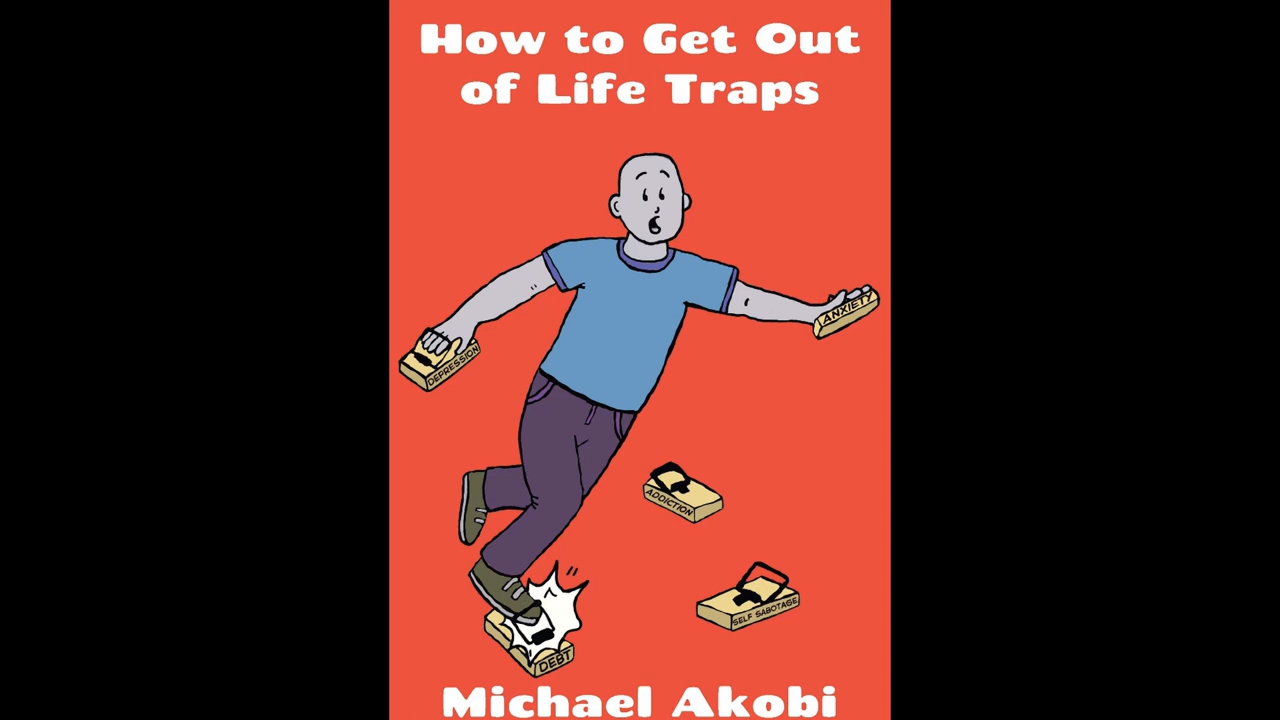 How to Get Out
of Life Traps
ANXIETY
DEPRESSION
ADDICTION
SELF SABOTAGE
DEBT
Michael Akobi